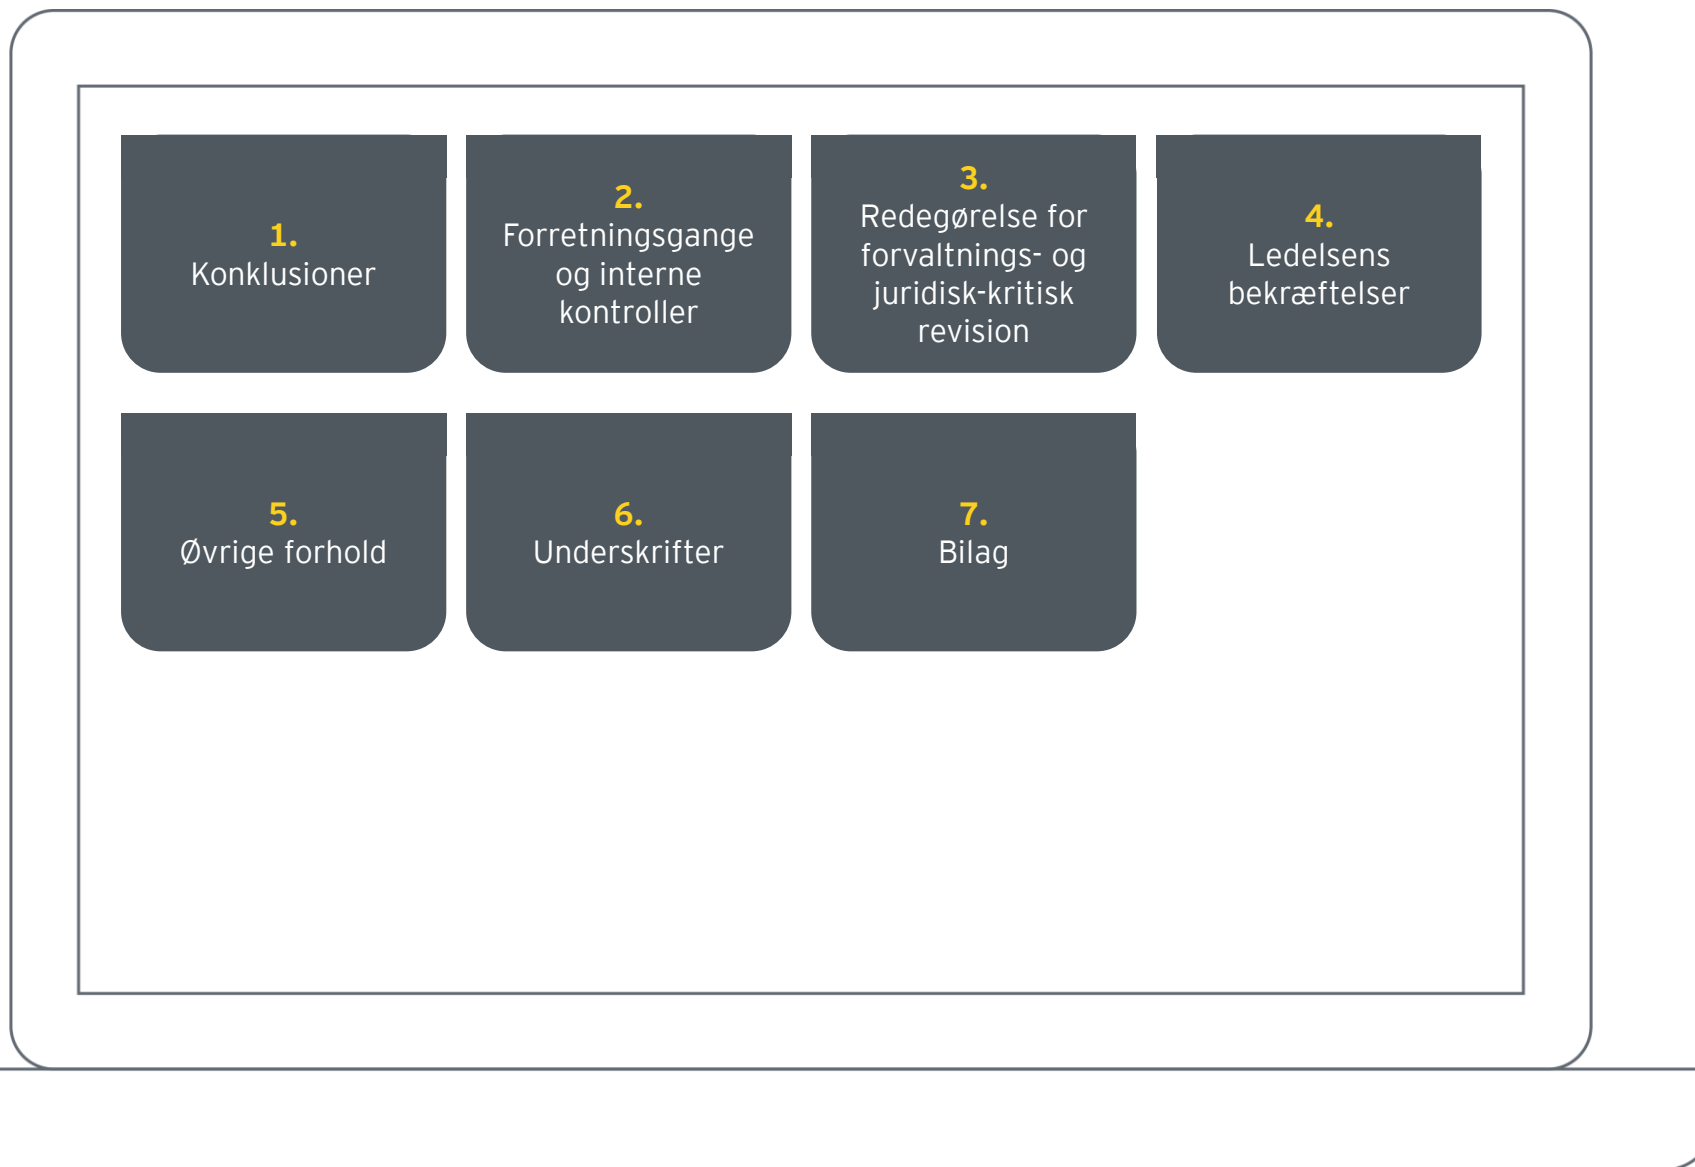 1.
Konklusioner
2.
Forretningsgange
og interne
kontroller
3.
Redegørelse for
forvaltnings- og
juridisk-kritisk
revision
4.
Ledelsens
bekræftelser
5.
Øvrige forhold
6.
Underskrifter
7.
Bilag